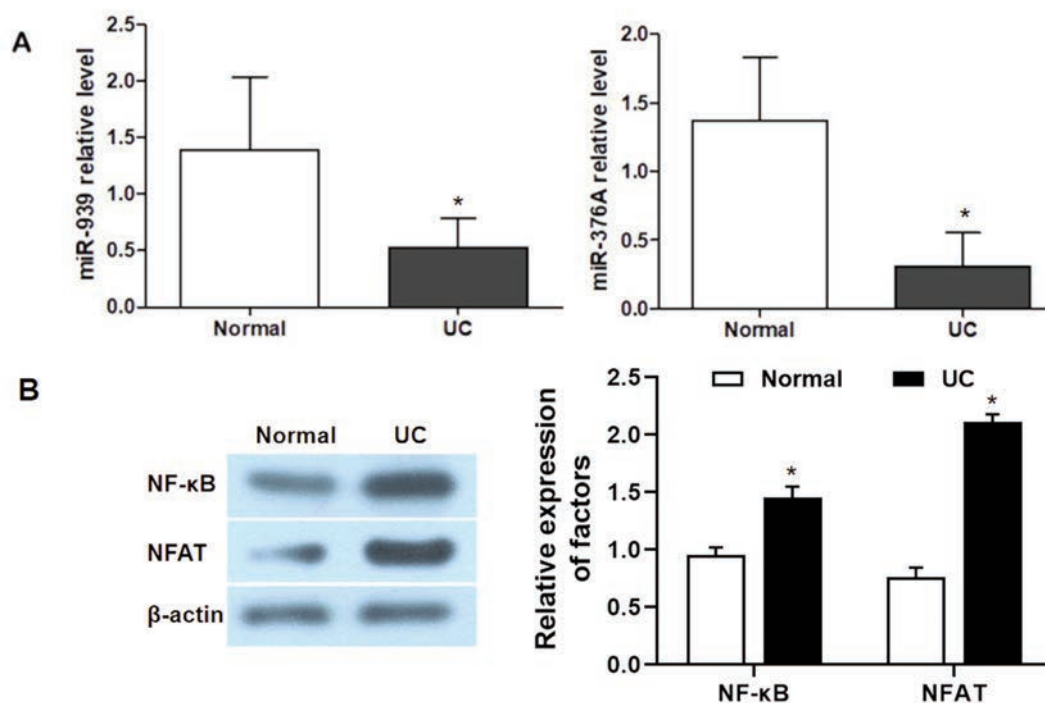 A
miR-939 relative level
2.5
2.0
1.5
1.0
0.5
0.0
*
Normal
UC
miR-376A relative level
2.0
1.5
1.0
0.5
0.0
*
Normal
UC
B
Normal
UC
NF-κB
NFAT
β-actin
Normal
UC
Relative expression
of factors
2.5
2.0
1.5
1.0
0.5
0.0
*
*
NF-κB
NFAT